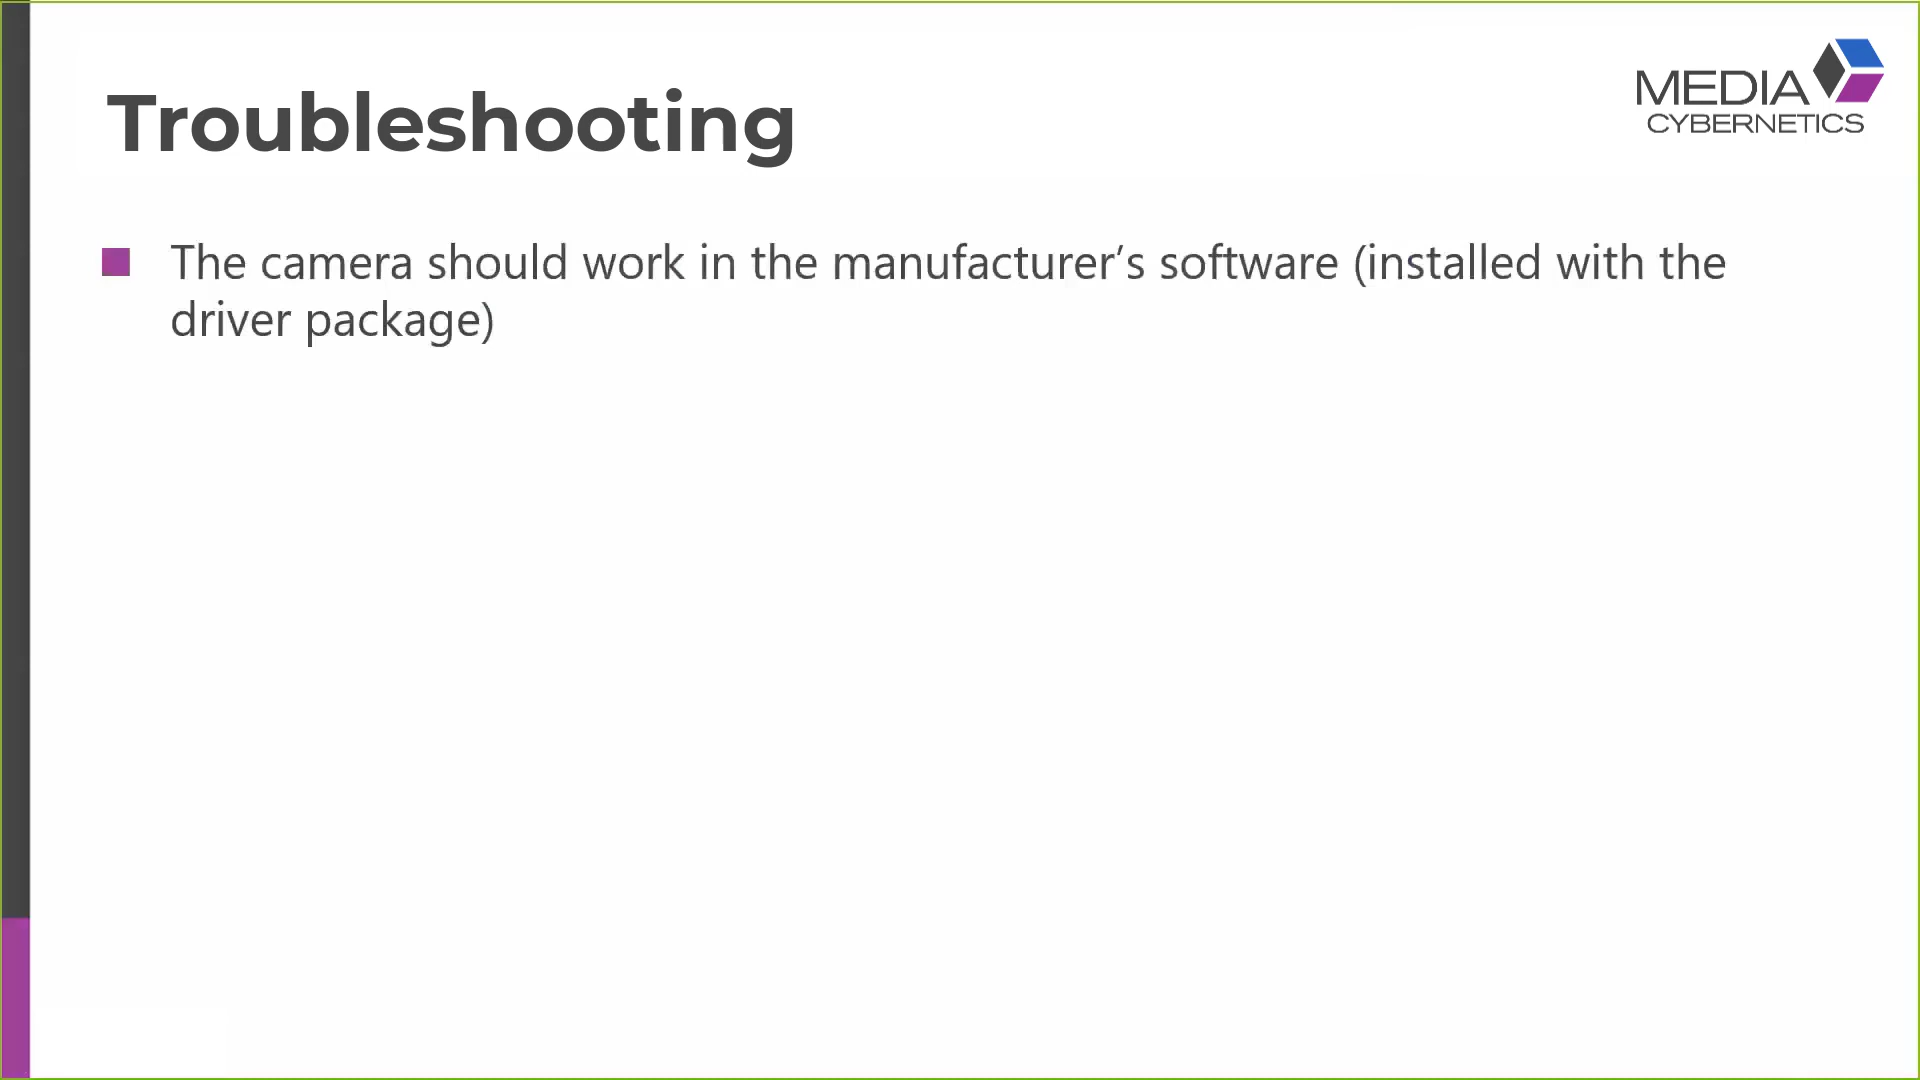 MEDIA
CYBERNETICS
Troubleshooting
The camera should work in the manufacturer’s software (installed with the
driver package)